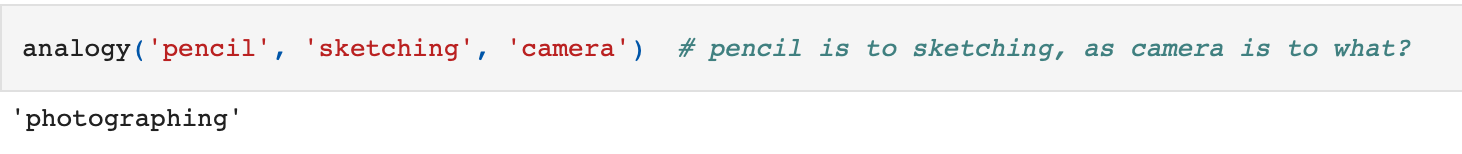 analogy('pencil', 'sketching', 'camera')  # pencil is to sketching, as camera is to what?
'photographing'